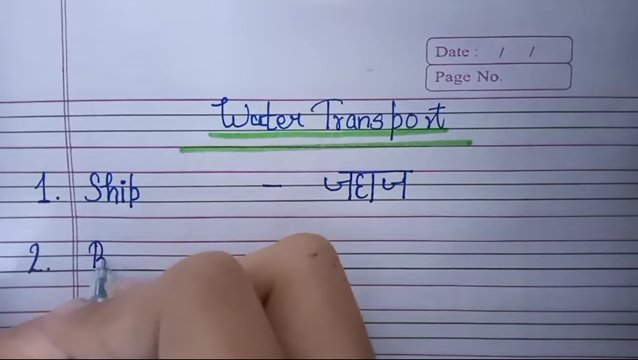 Date : / /
Page No.
Water Transport
1. Ship - जहाज
2. B